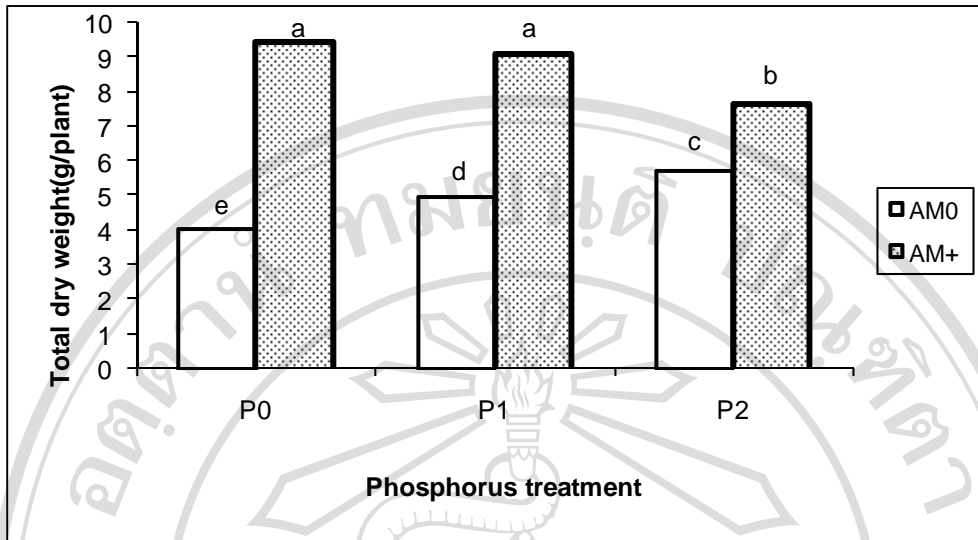 Total dry weight(g/plant)
10
9
8
7
6
5
4
3
2
1
0
e
a
d
a
c
b
P0
P1
P2
Phosphorus treatment
AM0
AM+